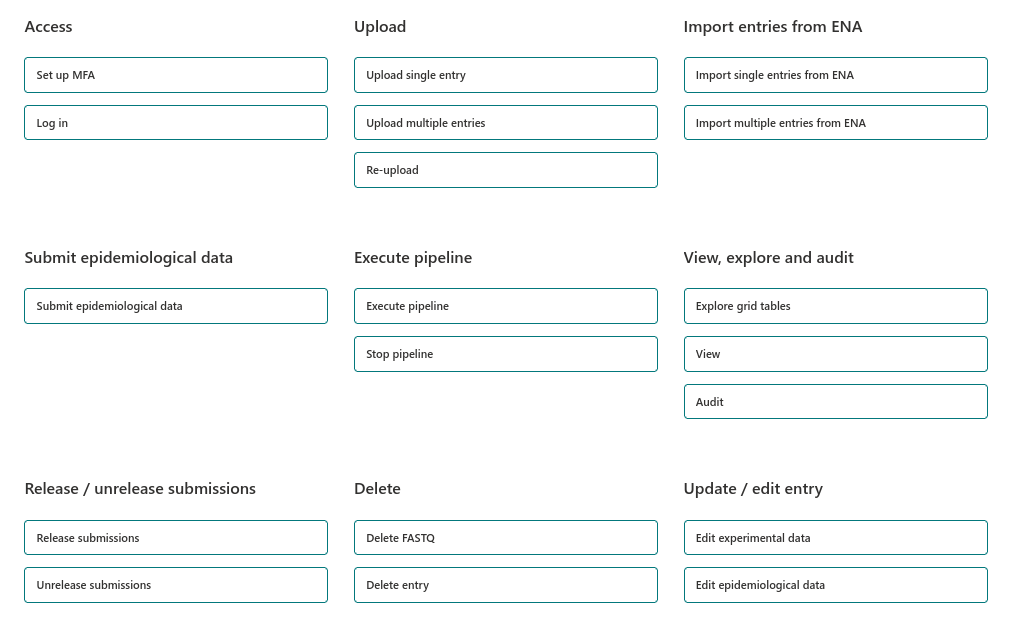 Access
Set up MFA
Log in
Upload
Upload single entry
Upload multiple entries
Re-upload
Import entries from ENA
Import single entries from ENA
Import multiple entries from ENA
Submit epidemiological data
Submit epidemiological data
Execute pipeline
Execute pipeline
Stop pipeline
View, explore and audit
Explore grid tables
View
Audit
Release / unrelease submissions
Release submissions
Unrelease submissions
Delete
Delete FASTQ
Delete entry
Update / edit entry
Edit experimental data
Edit epidemiological data